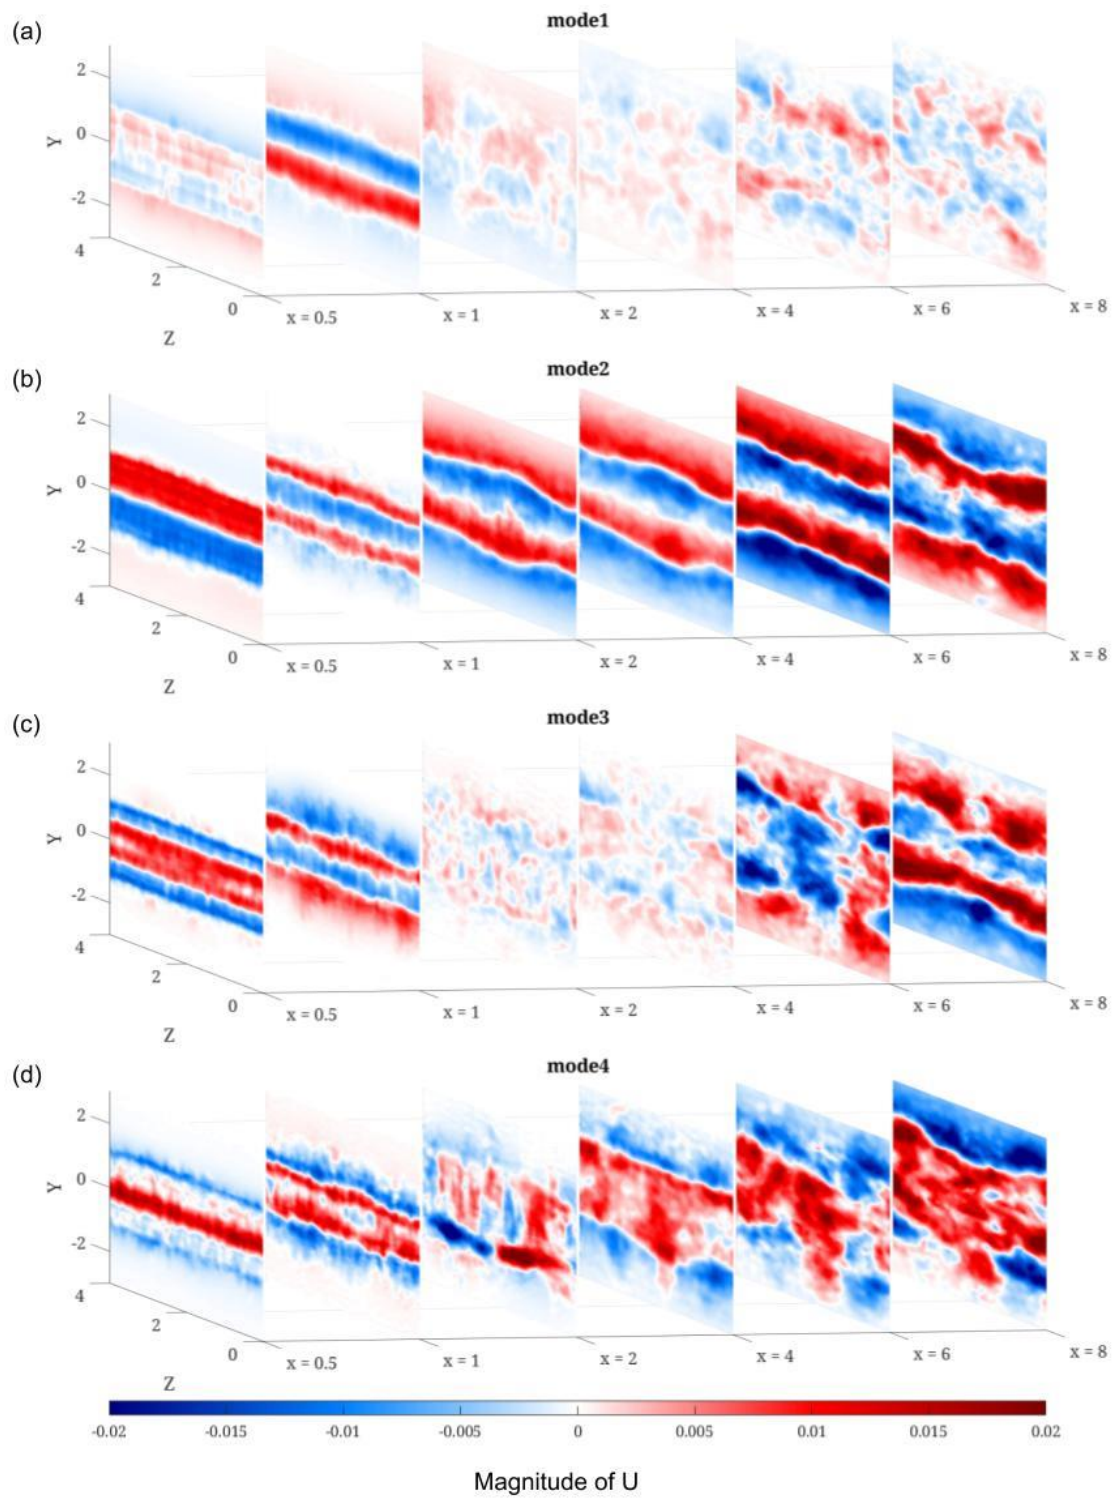 (a)
mode1
2
0
Y
-2
4
2
0
Z
x = 0.5
x = 1
x = 2
x = 4
x = 6
x = 8
(b)
mode2
2
0
Y
-2
4
2
0
Z
x = 0.5
x = 1
x = 2
x = 4
x = 6
x = 8
(c)
mode3
2
0
Y
-2
4
2
0
Z
x = 0.5
x = 1
x = 2
x = 4
x = 6
x = 8
(d)
mode4
2
0
Y
-2
4
2
0
Z
x = 0.5
x = 1
x = 2
x = 4
x = 6
x = 8
-0.02 -0.015 -0.01 -0.005 0 0.005 0.01 0.015 0.02
Magnitude of U